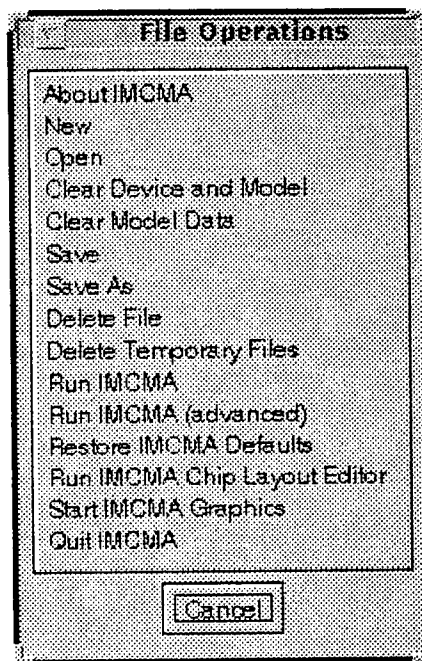 File Operations
About IMCMA
New
Open
Clear Device and Model
Clear Model Data
Save
Save As
Delete File
Delete Temporary Files
Run IMCMA
Run IMCMA (advanced)
Restore IMCMA Defaults
Run IMCMA Chip Layout Editor
Start IMCMA Graphics
Quit IMCMA
Cancel